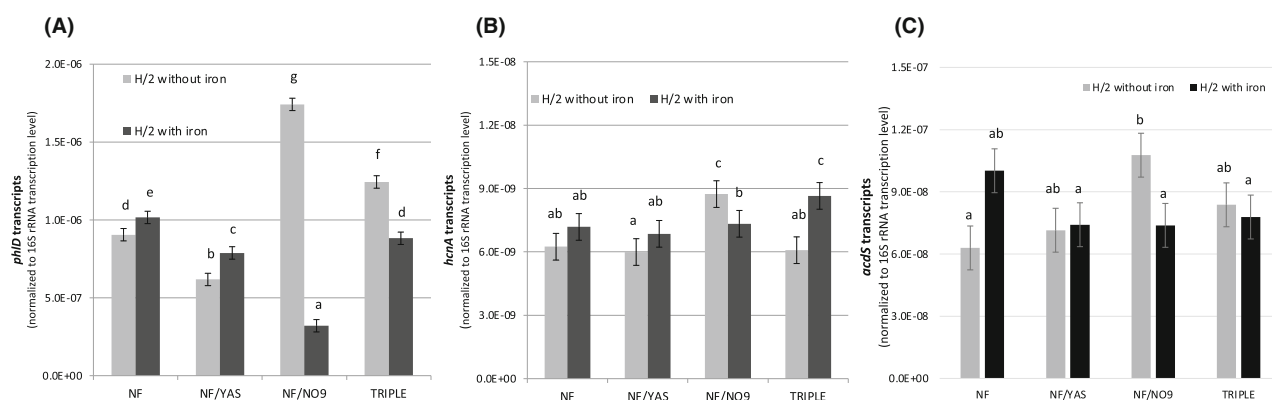 (A)
2.0E-06
1.5E-06
1.0E-06
5.0E-07
0.0E+00
phlD transcripts
(normalized to 16S rRNA transcription level)
H/2 without iron
H/2 with iron
d e b c g a f d
NF NF/YAS NF/NO9 TRIPLE
(B)
1.5E-08
1.2E-08
9.0E-09
6.0E-09
3.0E-09
0.0E+00
hcnA transcripts
(normalized to 16S rRNA transcription level)
H/2 without iron H/2 with iron
ab ab a ab c b ab c
NF NF/YAS NF/NO9 TRIPLE
(C)
1.5E-07
1.2E-07
9.0E-08
6.0E-08
3.0E-08
0.0E+00
acdS transcripts
(normalized to 16S rRNA transcription level)
H/2 without iron H/2 with iron
a ab ab a b a ab a
NF NF/YAS NF/NO9 TRIPLE